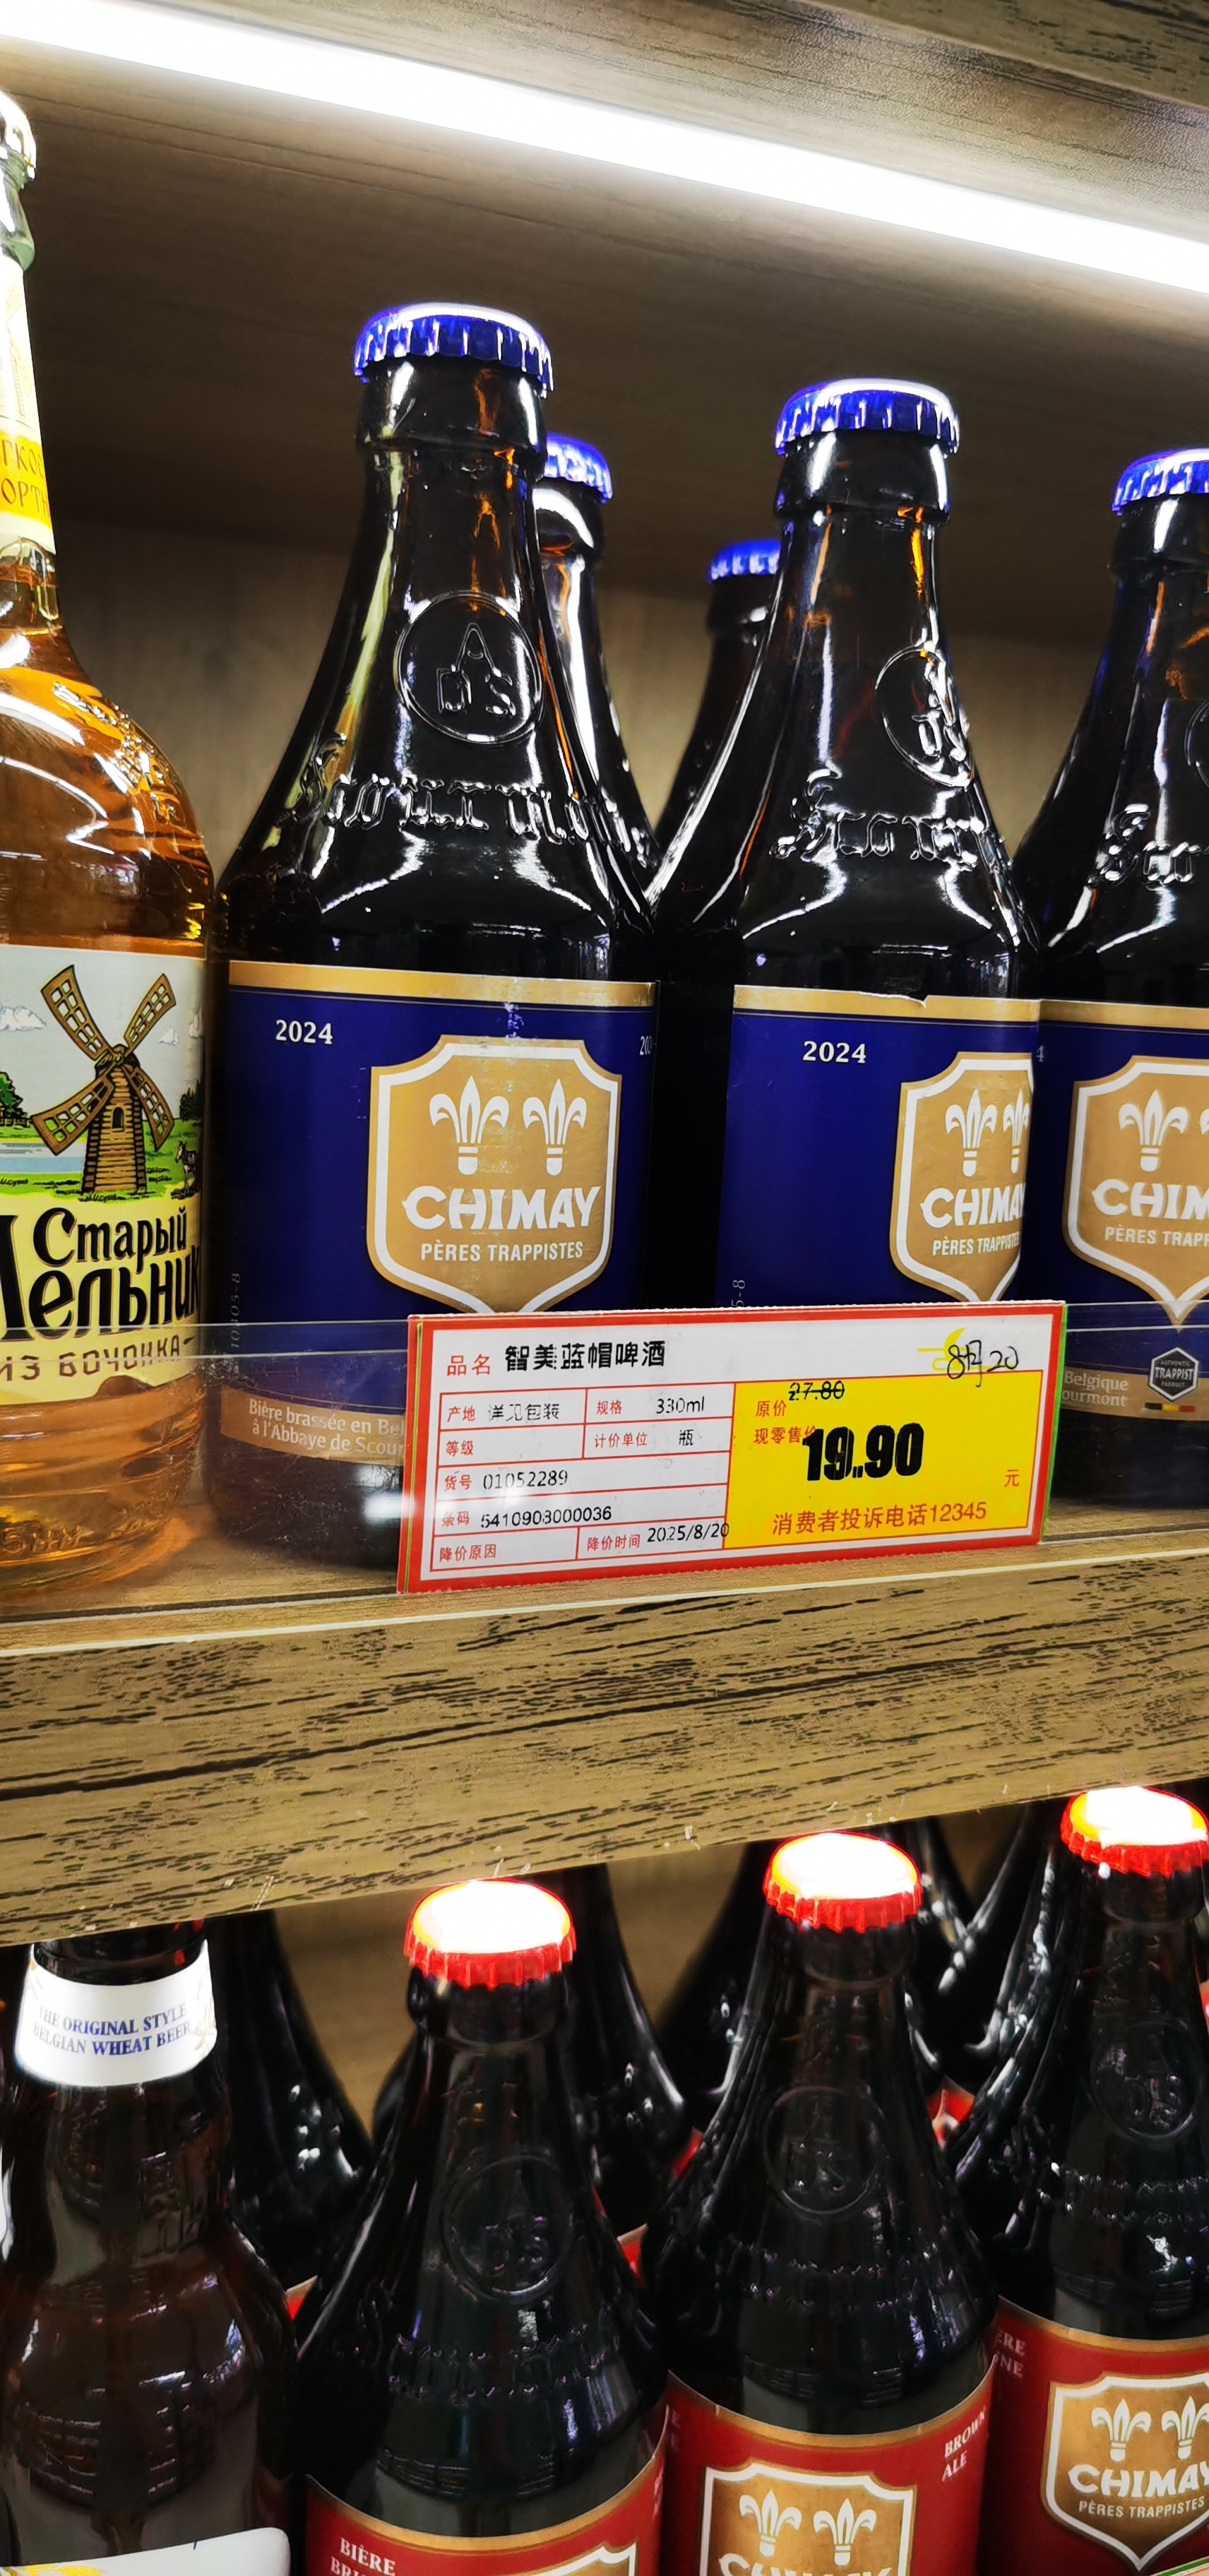 2024
CHIMAY
PÈRES TRAPPISTES
2024
CHIMAY
PÈRES TRAPPISTES
Старый
Мельник
ИЗ БОЧОНКА
Bière brassée en
à l'Abbaye de
Belgique
AUTHENTIC
TRAPPIST
PRODUCT
品名 智美蓝帽啤酒
8月20
产地 详见包装 规格 330ml
原价 27.80
等级 计价单位 瓶
现零售价 19.90 元
货号 01052289
条码 5410908000036
消费者投诉电话12345
降价原因 降价时间 2025/8/20
THE ORIGINAL STYLE
BELGIAN WHEAT BEER
BIÈRE
BROWN
ALE
CHIMAY
PÈRES TRAPPISTES